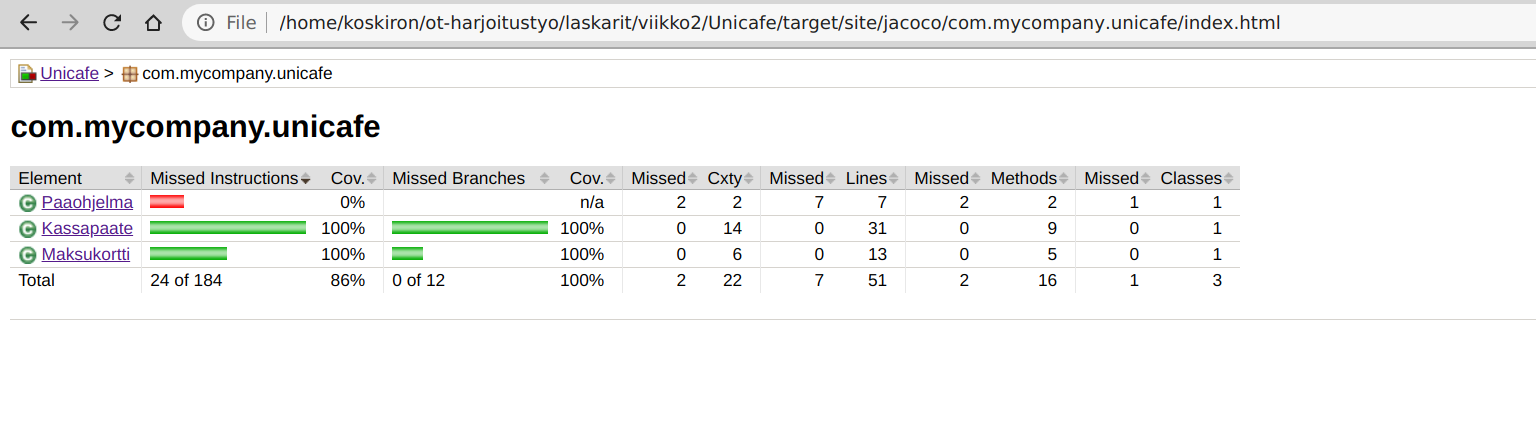 File /home/koskiron/ot-harjoitustyo/laskarit/viikko2/Unicafe/target/site/jacoco/com.mycompany.unicafe/index.html
Unicafe > com.mycompany.unicafe
com.mycompany.unicafe
Element Missed Instructions Cov. Missed Branches Cov. Missed Cxty Missed Lines Missed Methods Missed Classes
C Paaohjelma 0% n/a 2 2 7 7 2 2 1 1
C Kassapaate 100% 100% 0 14 0 31 0 9 0 1
C Maksukortti 100% 100% 0 6 0 13 0 5 0 1
Total 24 of 184 86% 0 of 12 100% 2 22 7 51 2 16 1 3